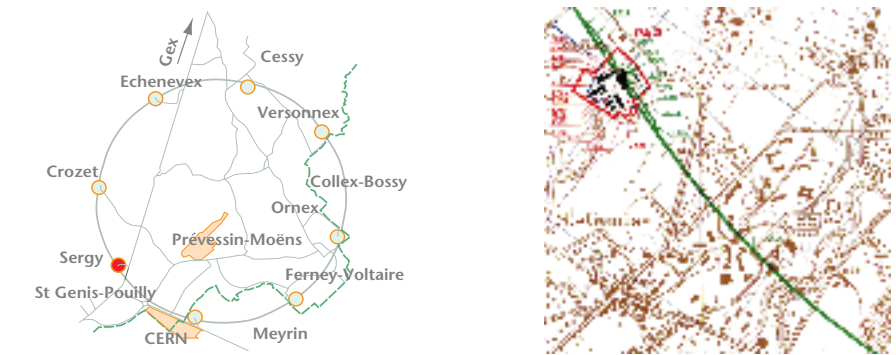 Gex
Cessy
Echenevex
Versonnex
Crozet
Collex-Bossy
Ornex
Prévessin-Moëns
Sergy
Ferney-Voltaire
St Genis-Pouilly
CERN
Meyrin